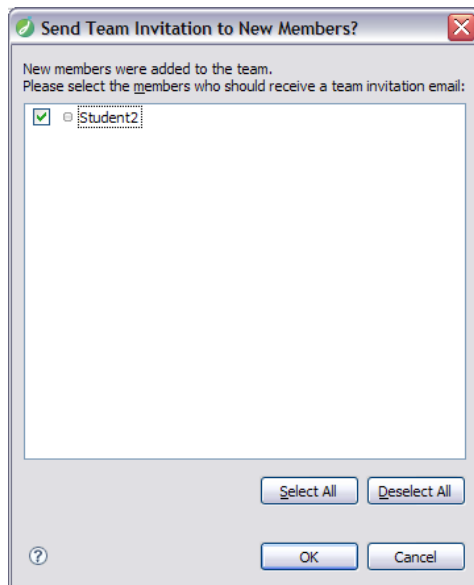 Send Team Invitation to New Members?
New members were added to the team.
Please select the members who should receive a team invitation email:
Student2
Select All Deselect All
? OK Cancel